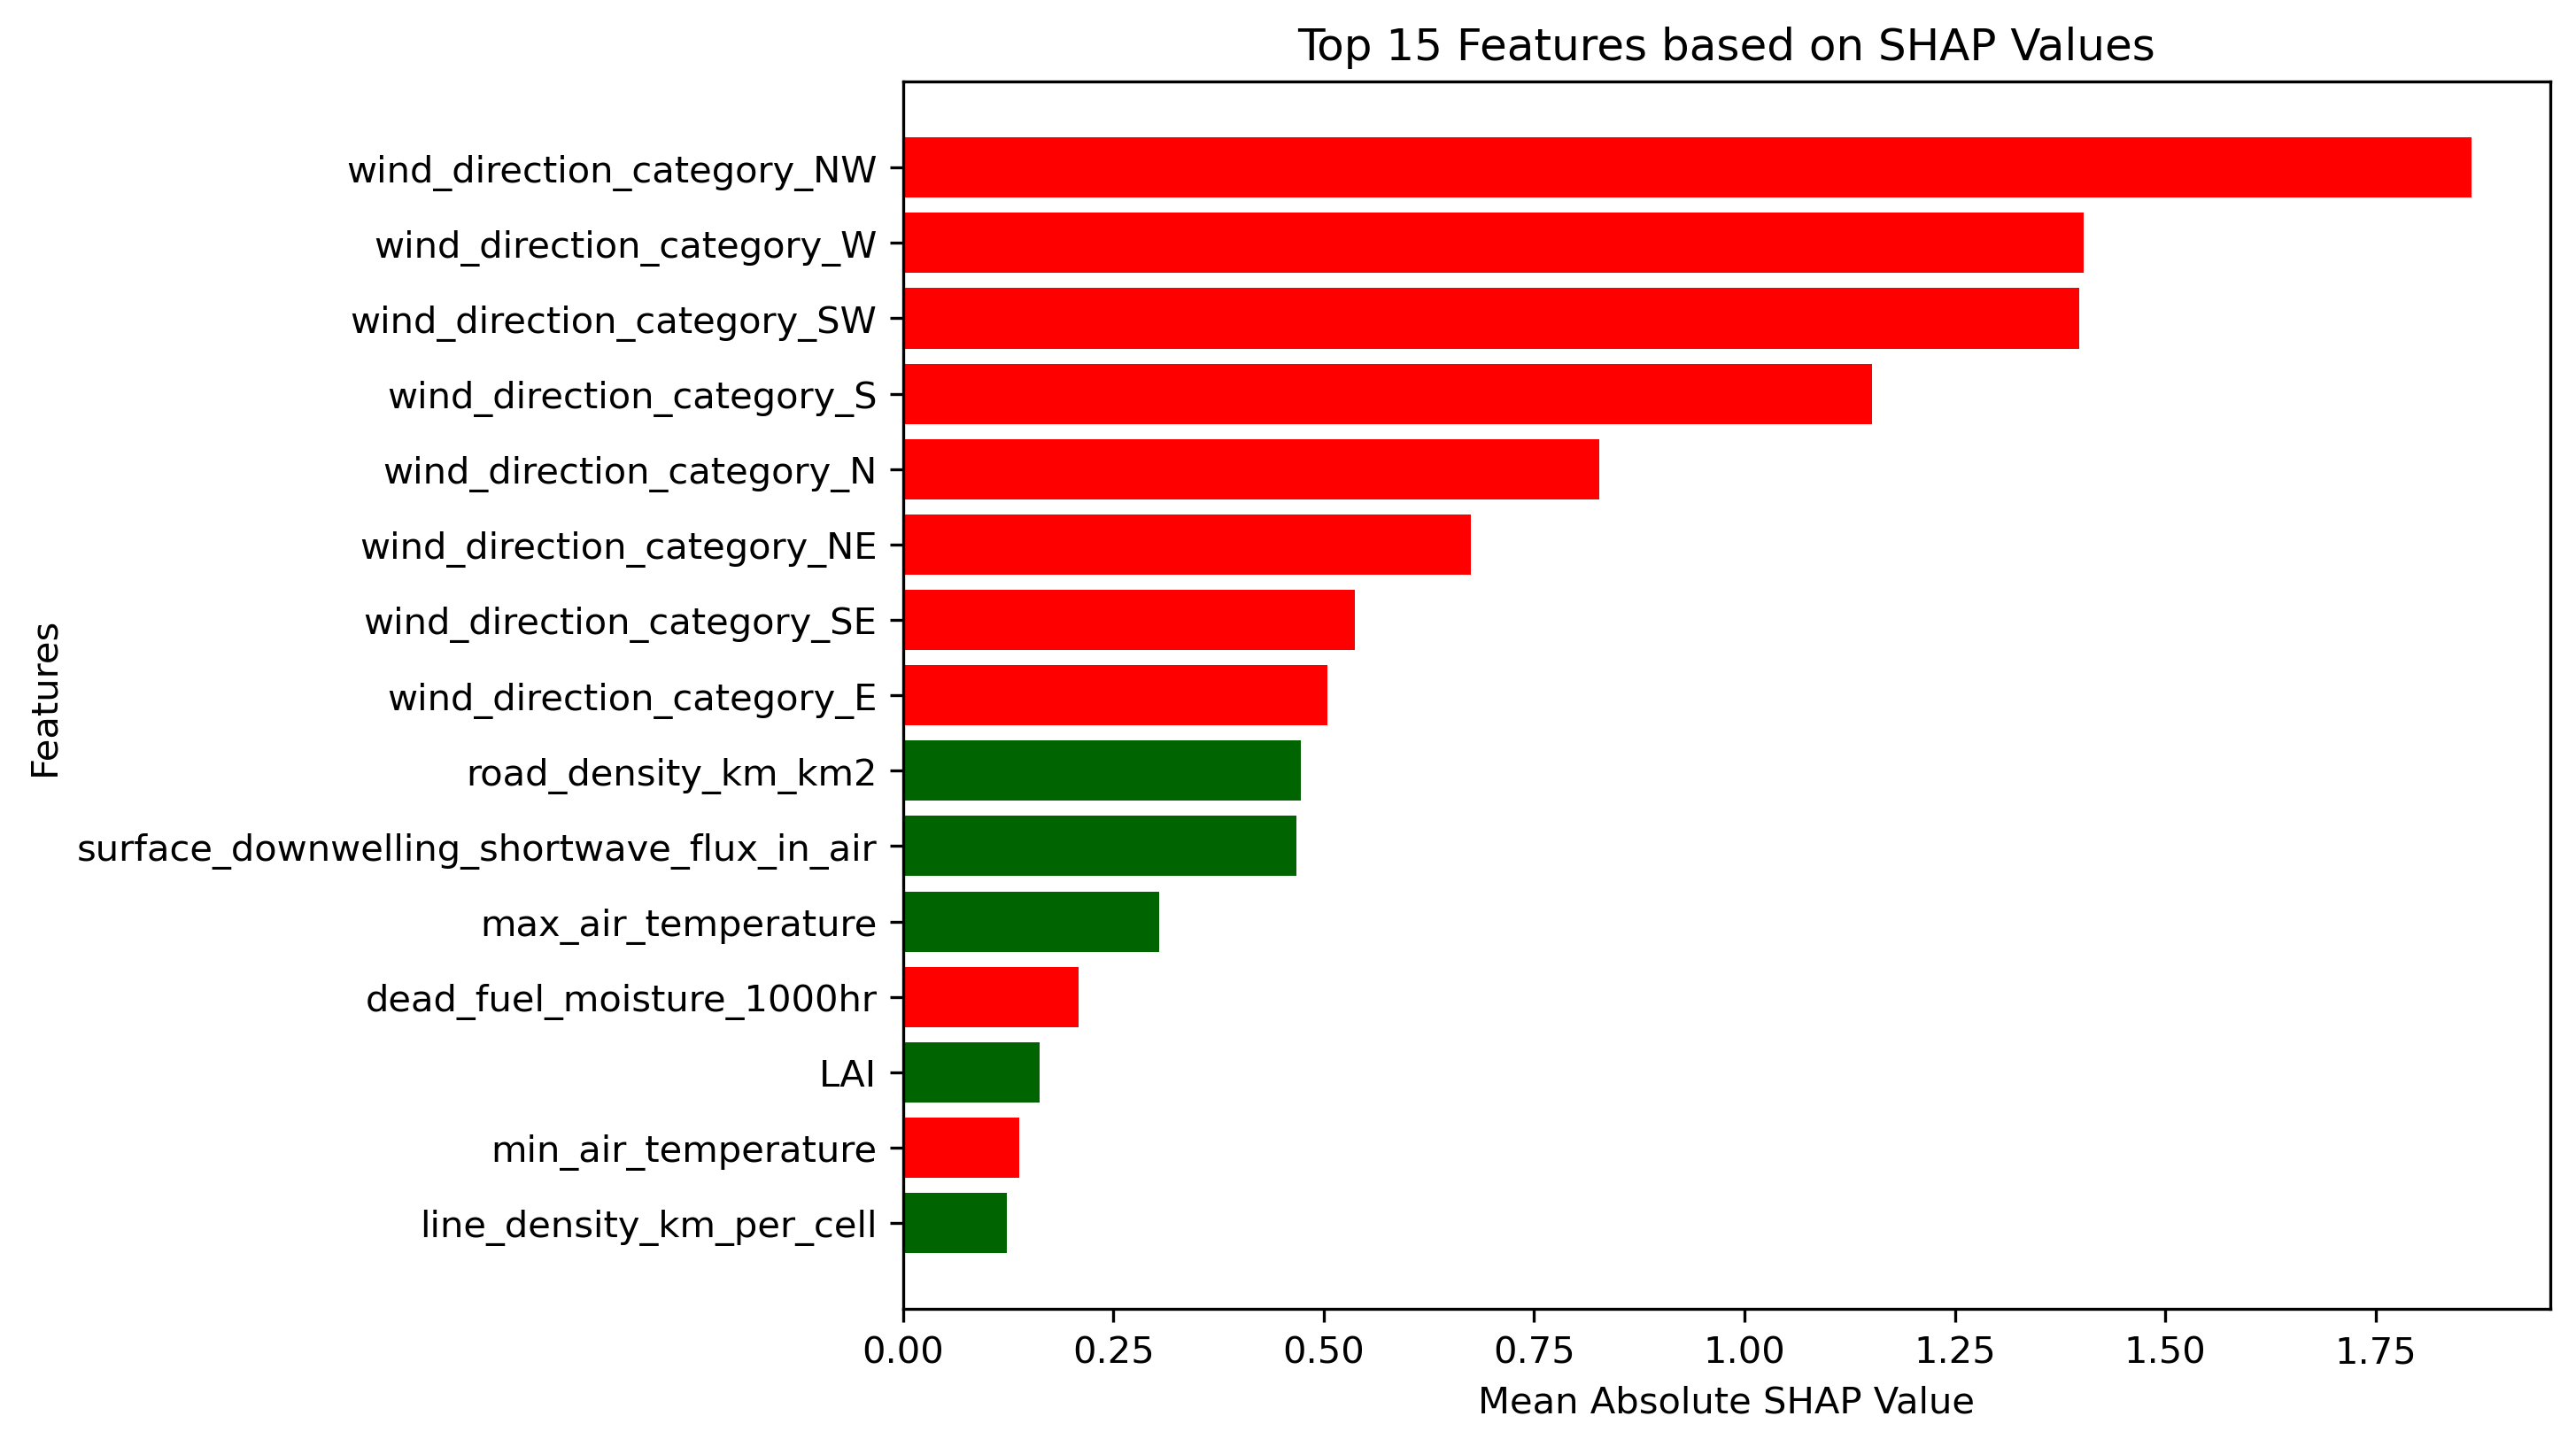 Top 15 Features based on SHAP Values
Features
wind_direction_category_NW
wind_direction_category_W
wind_direction_category_SW
wind_direction_category_S
wind_direction_category_N
wind_direction_category_NE
wind_direction_category_SE
wind_direction_category_E
road_density_km_km2
surface_downwelling_shortwave_flux_in_air
max_air_temperature
dead_fuel_moisture_1000hr
LAI
min_air_temperature
line_density_km_per_cell
0.00 0.25 0.50 0.75 1.00 1.25 1.50 1.75
Mean Absolute SHAP Value